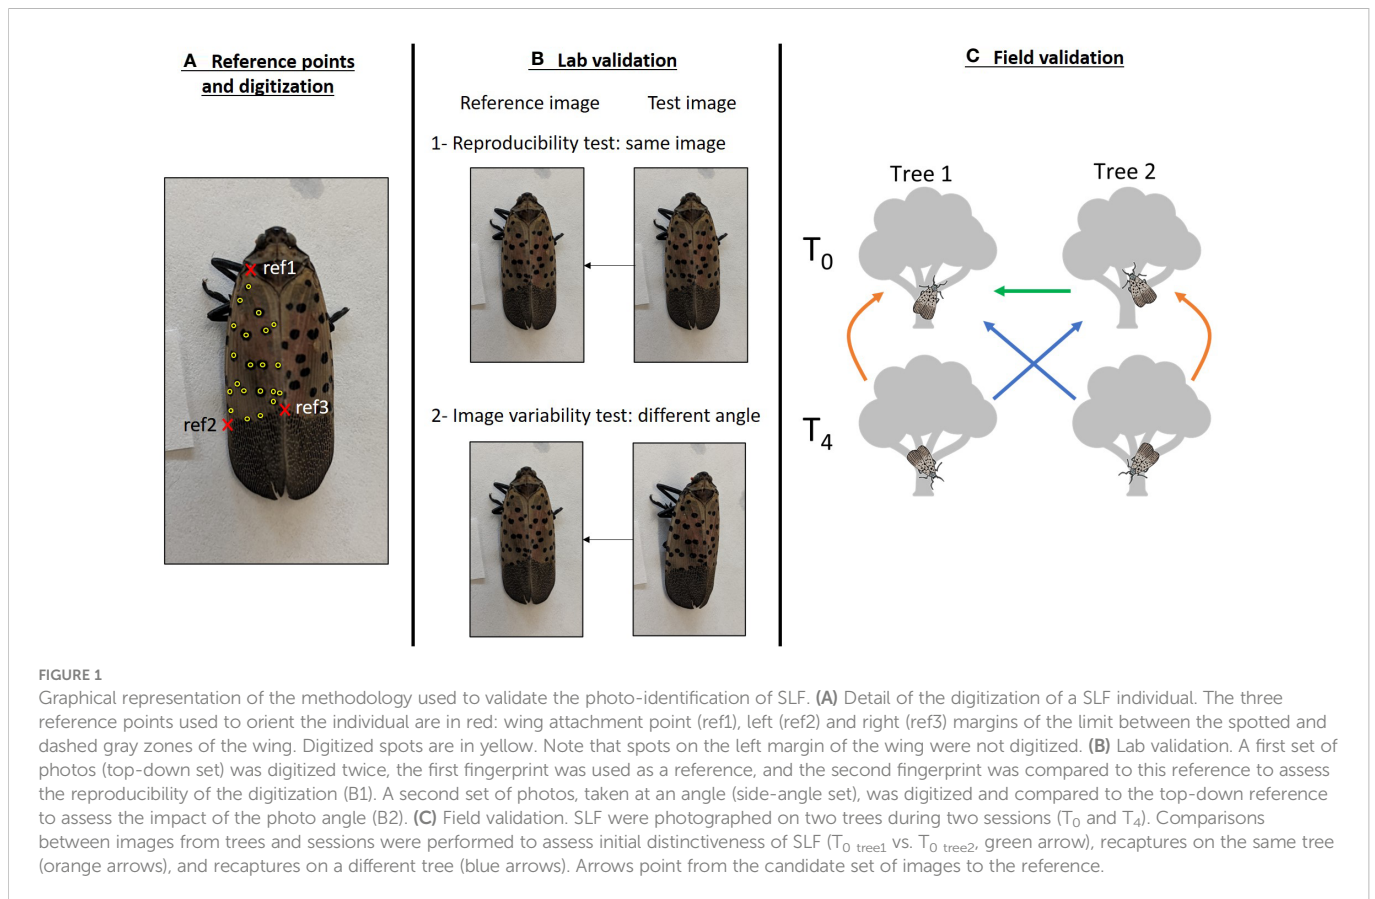 A Reference points
and digitization
ref1
ref2
ref3
B Lab validation
Reference image Test image
1- Reproducibility test: same image
2- Image variability test: different angle
C Field validation
Tree 1 Tree 2
T0
T4
FIGURE 1
Graphical representation of the methodology used to validate the photo-identification of SLF. (A) Detail of the digitization of a SLF individual. The three
reference points used to orient the individual are in red: wing attachment point (ref1), left (ref2) and right (ref3) margins of the limit between the spotted and
dashed gray zones of the wing. Digitized spots are in yellow. Note that spots on the left margin of the wing were not digitized. (B) Lab validation. A first set of
photos (top-down set) was digitized twice, the first fingerprint was used as a reference, and the second fingerprint was compared to this reference to assess
the reproducibility of the digitization (B1). A second set of photos, taken at an angle (side-angle set), was digitized and compared to the top-down reference
to assess the impact of the photo angle (B2). (C) Field validation. SLF were photographed on two trees during two sessions (T0 and T4). Comparisons
between images from trees and sessions were performed to assess initial distinctiveness of SLF (T0 tree1 vs. T0 tree2, green arrow), recaptures on the same tree
(orange arrows), and recaptures on a different tree (blue arrows). Arrows point from the candidate set of images to the reference.